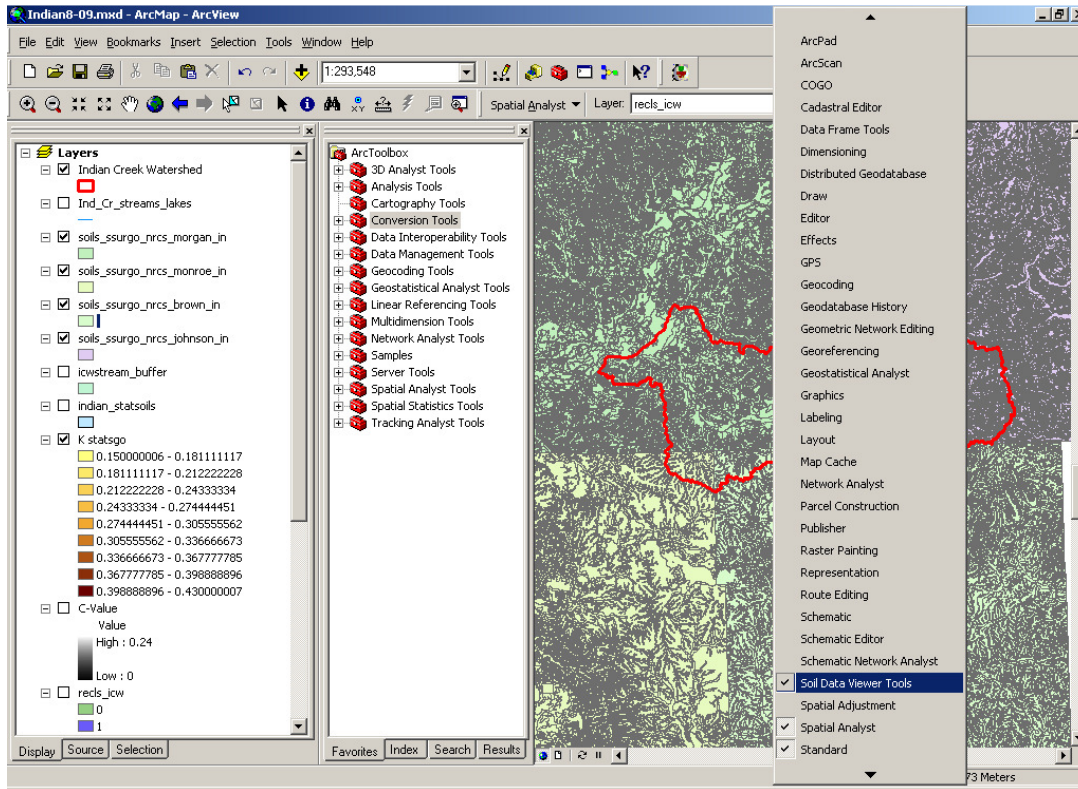 Indian8-09.mxd - ArcMap - ArcView
File Edit View Bookmarks Insert Selection Tools Window Help
1:293,548
Spatial Analyst Layer: recls_icw
Layers
Indian Creek Watershed
Ind_Cr_streams_lakes
soils_ssurgo_nrcs_morgan_in
soils_ssurgo_nrcs_monroe_in
soils_ssurgo_nrcs_brown_in
soils_ssurgo_nrcs_johnson_in
icwstream_buffer
indian_statsoils
K statsgo
0.150000006 - 0.181111117
0.181111117 - 0.212222228
0.212222228 - 0.24333334
0.24333334 - 0.274444451
0.274444451 - 0.305555562
0.305555562 - 0.336666673
0.336666673 - 0.367777785
0.367777785 - 0.398888896
0.398888896 - 0.430000007
C-Value
Value
High : 0.24
Low : 0
recls_icw
0
1
Display Source Selection
ArcToolbox
3D Analyst Tools
Analysis Tools
Cartography Tools
Conversion Tools
Data Interoperability Tools
Data Management Tools
Geocoding Tools
Geostatistical Analyst Tools
Linear Referencing Tools
Multidimension Tools
Network Analyst Tools
Samples
Server Tools
Spatial Analyst Tools
Spatial Statistics Tools
Tracking Analyst Tools
Favorites Index Search Results
ArcPad
ArcScan
COGO
Cadastral Editor
Data Frame Tools
Dimensioning
Distributed Geodatabase
Draw
Editor
Effects
GPS
Geocoding
Geodatabase History
Geometric Network Editing
Georeferencing
Geostatistical Analyst
Graphics
Labeling
Layout
Map Cache
Network Analyst
Parcel Construction
Publisher
Raster Painting
Representation
Route Editing
Schematic
Schematic Editor
Schematic Network Analyst
Soil Data Viewer Tools
Spatial Adjustment
Spatial Analyst
Standard
73 Meters